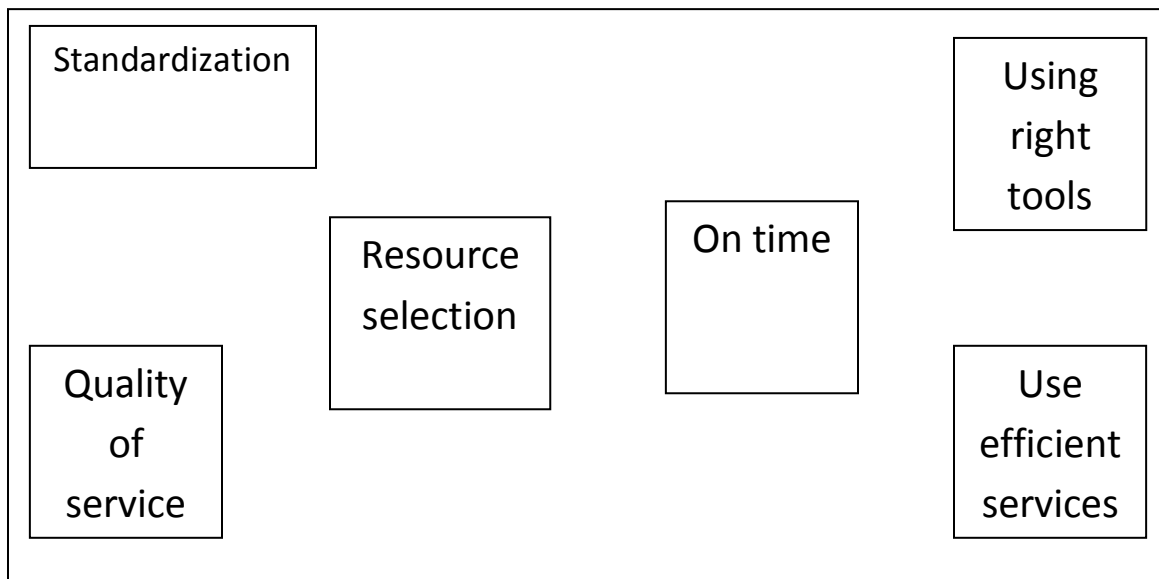 Standardization
Using
right
tools
Resource
selection
On time
Quality
of
service
Use
efficient
services